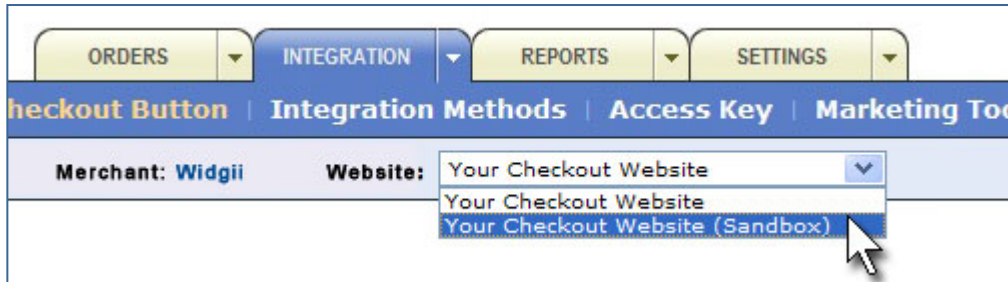 ORDERS INTEGRATION REPORTS SETTINGS
heckout Button | Integration Methods | Access Key | Marketing Too
Merchant: Widgii Website: Your Checkout Website
Your Checkout Website
Your Checkout Website (Sandbox)